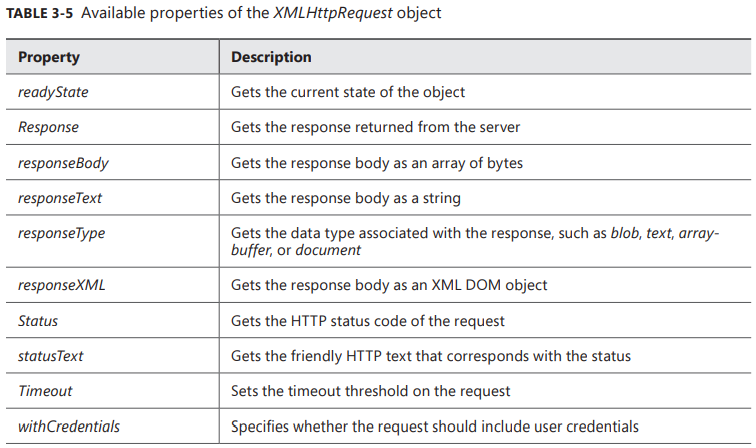 TABLE 3-5 Available properties of the XMLHttpRequest object
Property Description
readyState Gets the current state of the object
Response Gets the response returned from the server
responseBody Gets the response body as an array of bytes
responseText Gets the response body as a string
responseType Gets the data type associated with the response, such as blob, text, array-
buffer, or document
responseXML Gets the response body as an XML DOM object
Status Gets the HTTP status code of the request
statusText Gets the friendly HTTP text that corresponds with the status
Timeout Sets the timeout threshold on the request
withCredentials Specifies whether the request should include user credentials